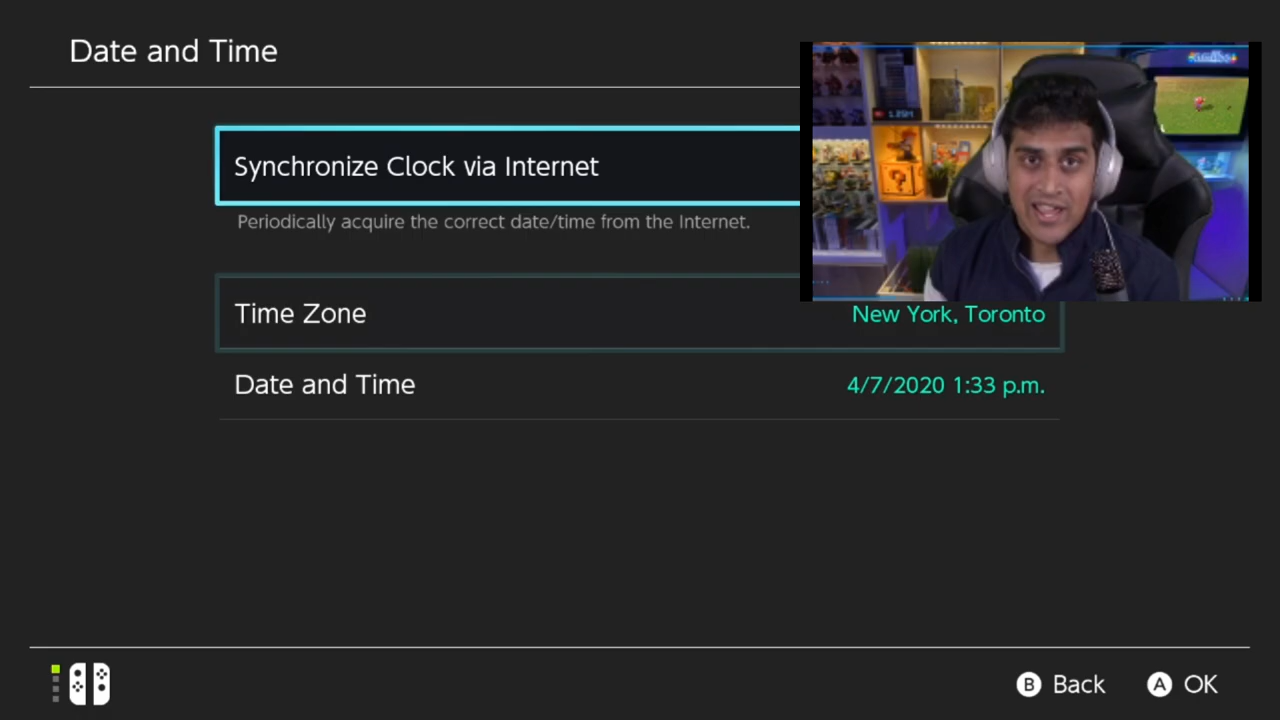 Date and Time
Synchronize Clock via Internet
Periodically acquire the correct date/time from the Internet.
Time Zone
New York, Toronto
Date and Time
4/7/2020 1:33 p.m.
B Back
A OK